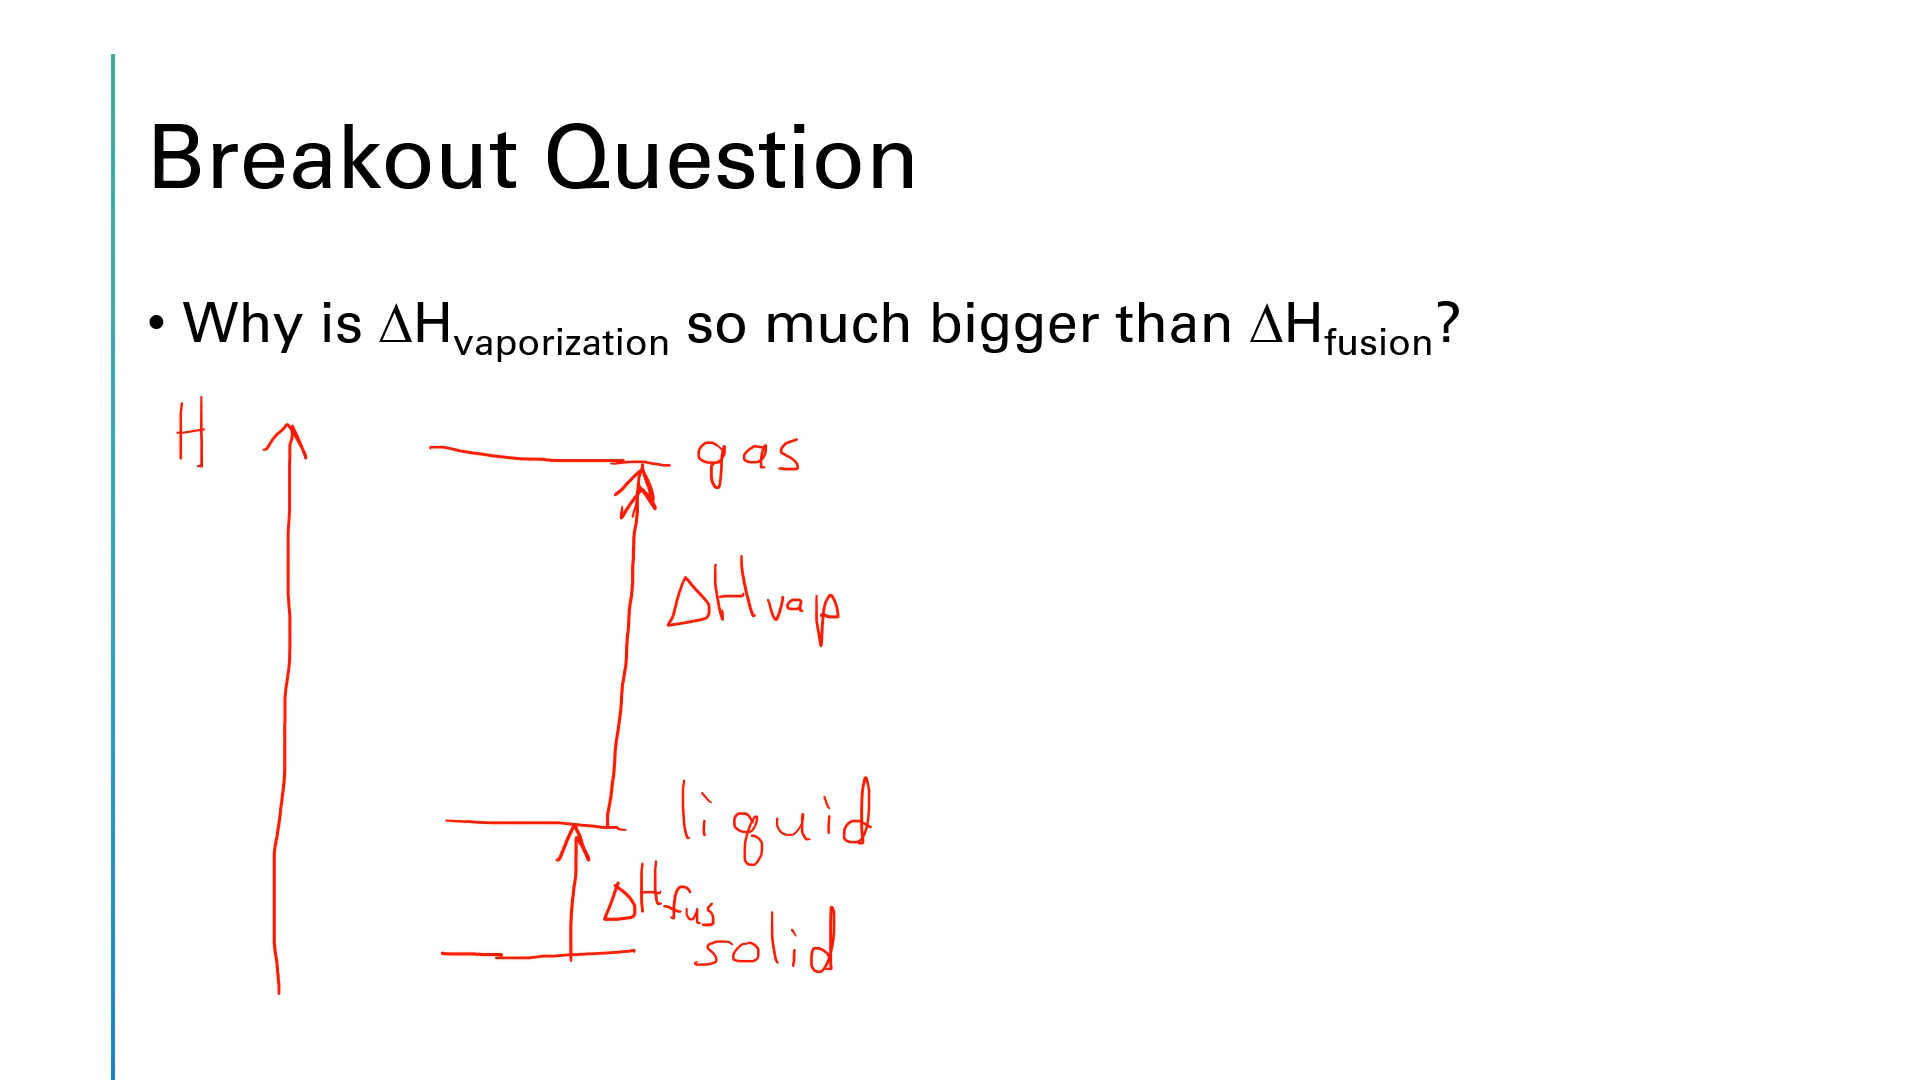 Breakout Question
• Why is ΔHvaporization so much bigger than ΔHfusion?
H
gas
ΔHvap
liquid
ΔHfus
solid